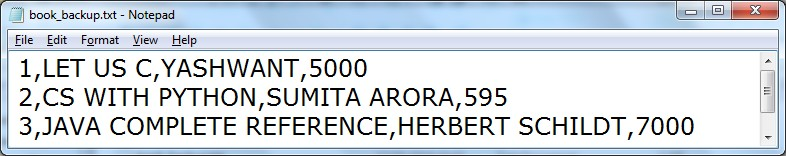 book_backup.txt - Notepad
File Edit Format View Help
1,LET US C,YASHWANT,5000
2,CS WITH PYTHON,SUMITA ARORA,595
3,JAVA COMPLETE REFERENCE,HERBERT SCHILDT,7000